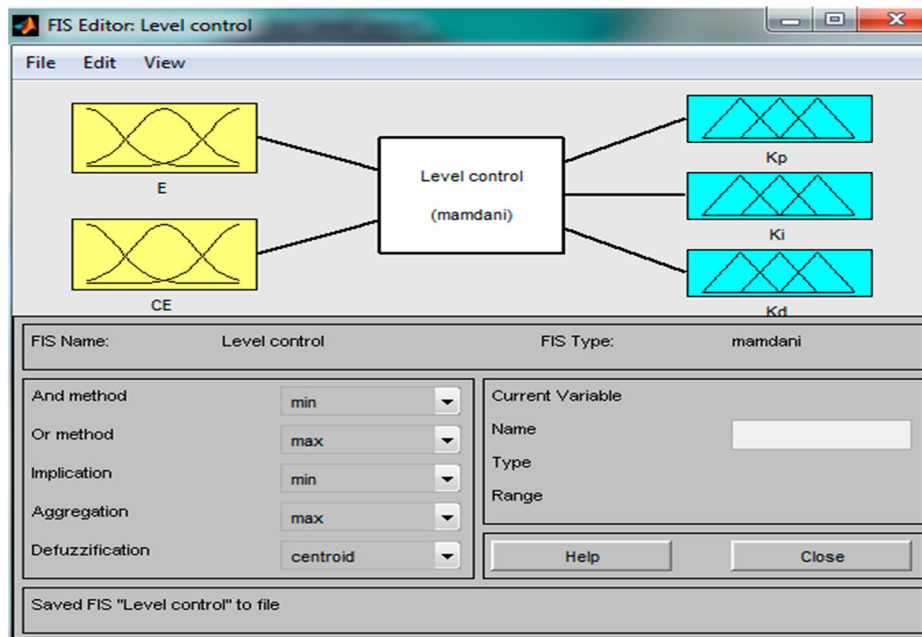 FIS Editor: Level control
File Edit View
E
CE
Level control
(mamdani)
Kp
Ki
Kd
FIS Name: Level control FIS Type: mamdani
And method min
Or method max
Implication min
Aggregation max
Defuzzification centroid
Current Variable
Name
Type
Range
Help Close
Saved FIS "Level control" to file